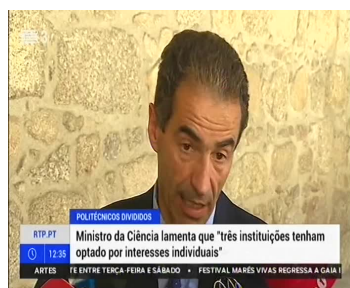 POLITÉCNICOS DIVIDIDOS
RTP.PT
Ministro da Ciência lamenta que "três instituições tenham
12:35
optado por interesses individuais"
ARTES
TE ENTRE TERÇA-FEIRA E SÁBADO • FESTIVAL MARÉS VIVAS REGRESSA A GAIA